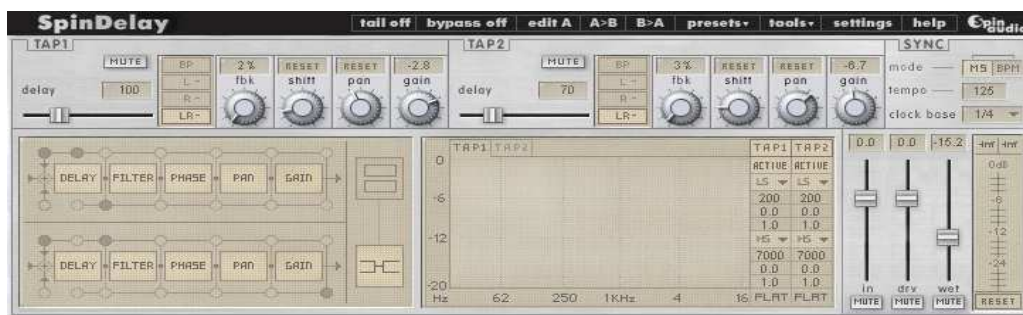 SpinDelay tail off bypass off edit A A>B B>A presets▾ tools▾ settings help Spin audio
TAP1 TAP2 SYNC
MUTE BP 2% RESET RESET -2.8 MUTE BP 3% RESET RESET -6.7 mode MS BPM
L - fbk shift pan gain L - fbk shift pan gain
delay 100 R - delay 70 R - tempo 125
LR- LR- clock base 1/4
TAP1 TAP2 TAP1 TAP2 0.0 0.0 -15.2 -INF -INF
0 ACTIVE ACTIVE 0dB
DELAY FILTER PHASE PAN GAIN LS LS
-6 200 200 -6
0.0 0.0
1.0 1.0
-12 HS HS -12
DELAY FILTER PHASE PAN GAIN 7000 7000 -24
0.0 0.0
-20 1.0 1.0
Hz 62 250 1KHz 4 16 FLAT FLAT in dry wet
MUTE MUTE MUTE RESET